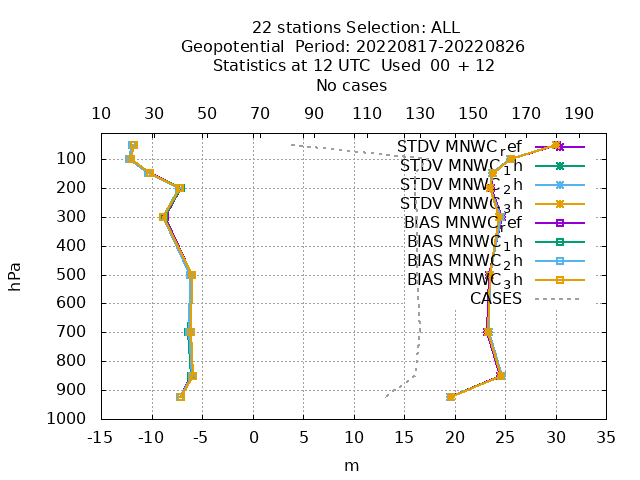 22 stations Selection: ALL
Geopotential  Period: 20220817-20220826
Statistics at 12 UTC  Used  00 + 12
No cases
10 30 50 70 90 110 130 150 170 190
STDV MNWC_ref
STDV MNWC_1h
STDV MNWC_2h
STDV MNWC_3h
BIAS MNWC_ref
BIAS MNWC_1h
BIAS MNWC_2h
BIAS MNWC_3h
CASES
100
200
300
400
500
600
700
800
900
1000
hPa
-15 -10 -5 0 5 10 15 20 25 30 35
m